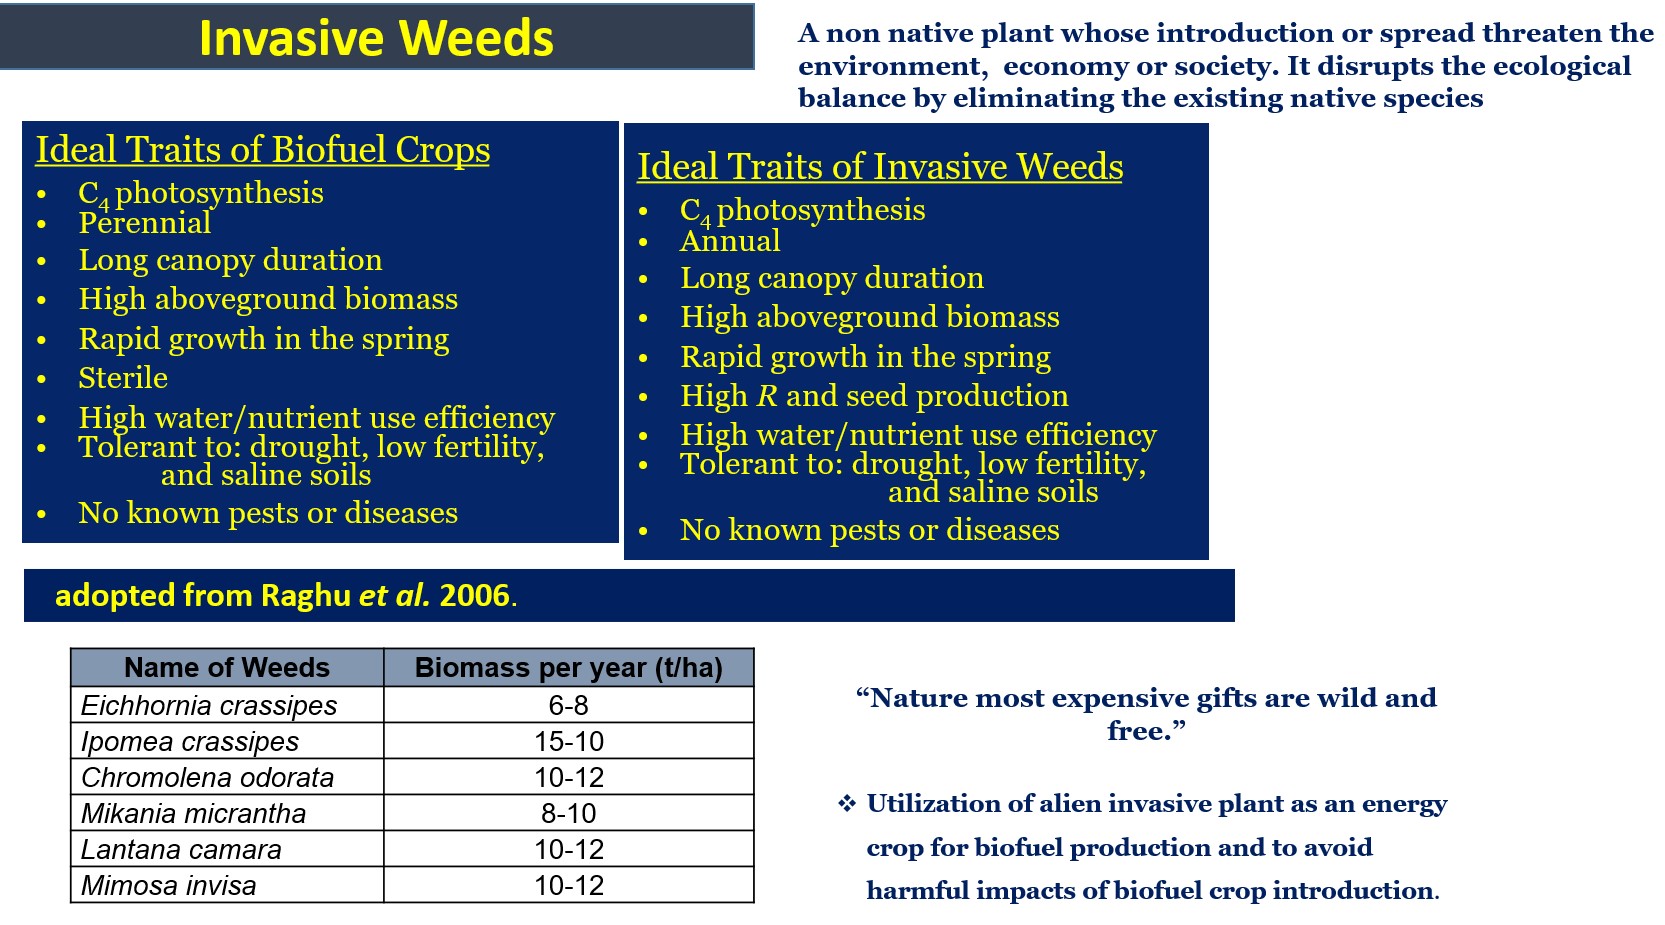 Invasive Weeds
A non native plant whose introduction or spread threaten the
environment, economy or society. It disrupts the ecological
balance by eliminating the existing native species
Ideal Traits of Biofuel Crops
• C4 photosynthesis
• Perennial
• Long canopy duration
• High aboveground biomass
• Rapid growth in the spring
• Sterile
• High water/nutrient use efficiency
• Tolerant to: drought, low fertility,
and saline soils
• No known pests or diseases
Ideal Traits of Invasive Weeds
• C4 photosynthesis
• Annual
• Long canopy duration
• High aboveground biomass
• Rapid growth in the spring
• High R and seed production
• High water/nutrient use efficiency
• Tolerant to: drought, low fertility,
and saline soils
• No known pests or diseases
adopted from Raghu et al. 2006.
Name of Weeds Biomass per year (t/ha)
Eichhornia crassipes 6-8
Ipomea crassipes 15-10
Chromolena odorata 10-12
Mikania micrantha 8-10
Lantana camara 10-12
Mimosa invisa 10-12
“Nature most expensive gifts are wild and
free.”
❖ Utilization of alien invasive plant as an energy
crop for biofuel production and to avoid
harmful impacts of biofuel crop introduction.